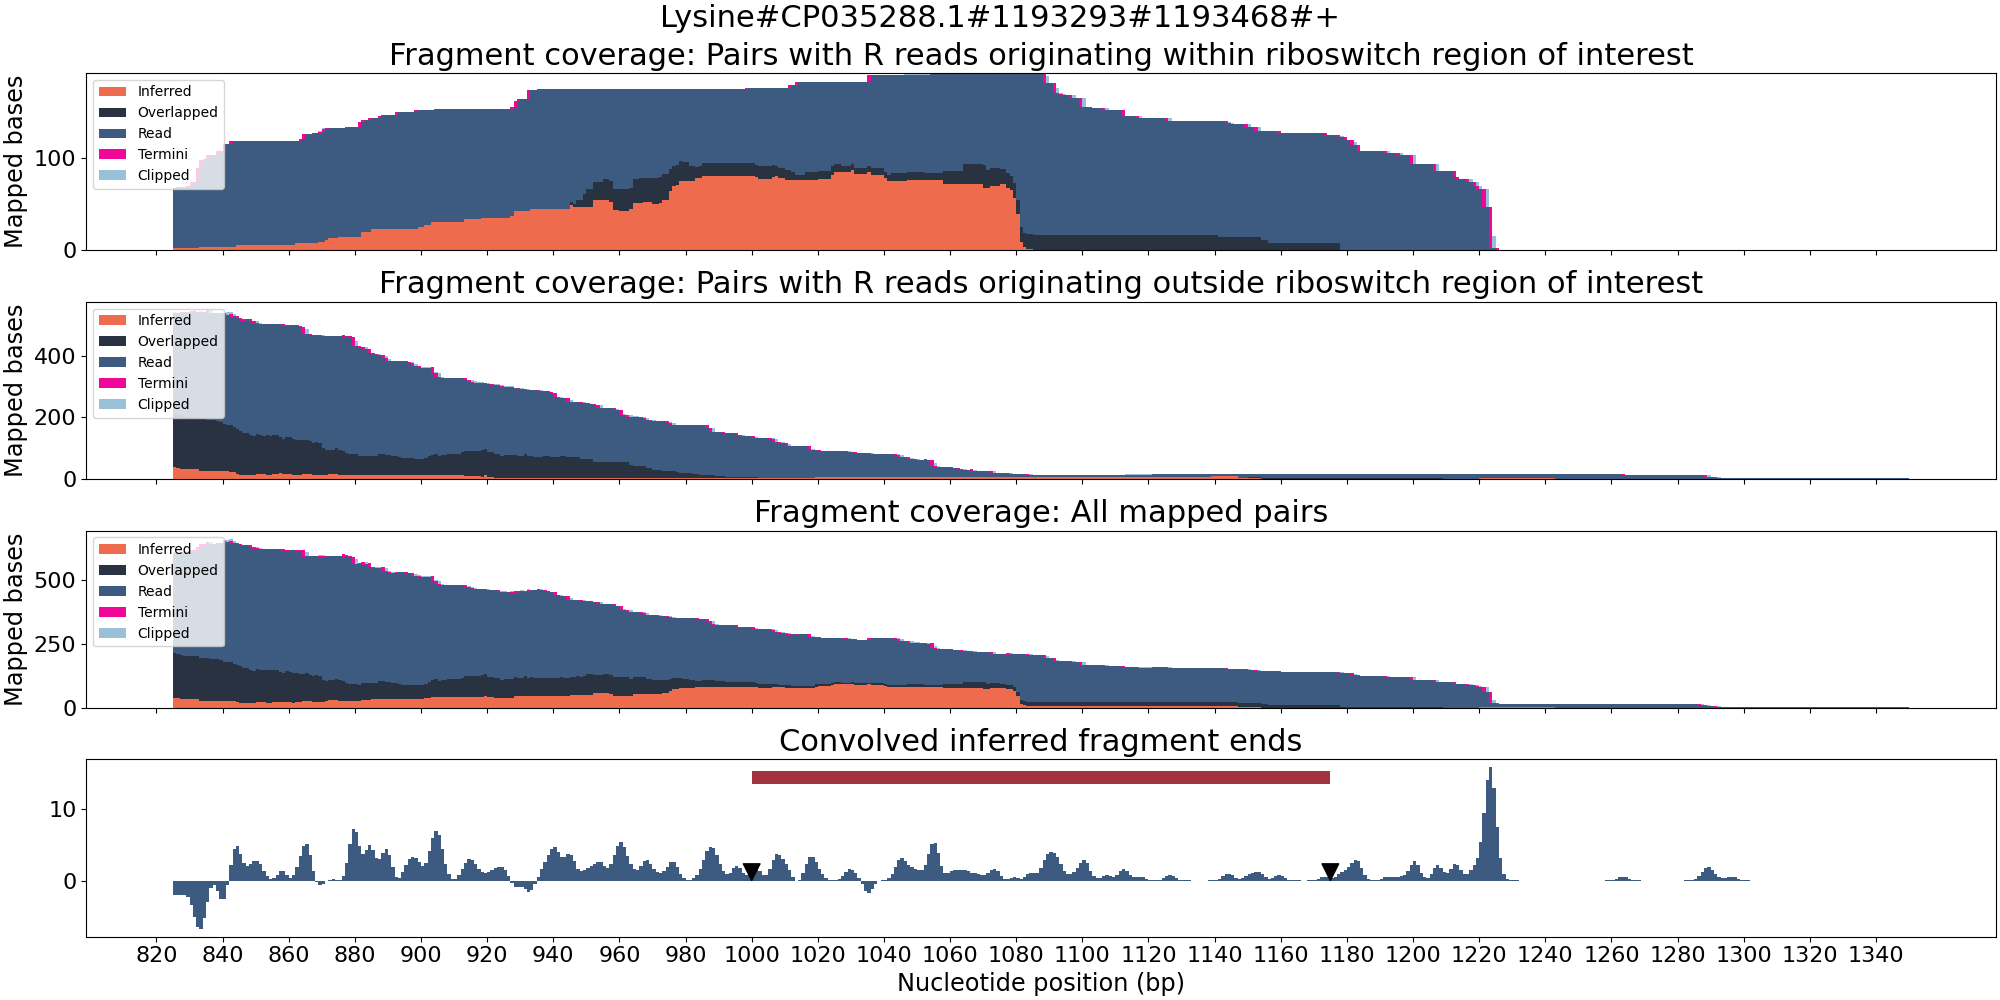 Lysine#CP035288.1#1193293#1193468#+
Fragment coverage: Pairs with R reads originating within riboswitch region of interest
Mapped bases
100
0
Inferred
Overlapped
Read
Termini
Clipped
Fragment coverage: Pairs with R reads originating outside riboswitch region of interest
Mapped bases
400
200
0
Inferred
Overlapped
Read
Termini
Clipped
Fragment coverage: All mapped pairs
Mapped bases
500
250
0
Inferred
Overlapped
Read
Termini
Clipped
Convolved inferred fragment ends
10
0
820 840 860 880 900 920 940 960 980 1000 1020 1040 1060 1080 1100 1120 1140 1160 1180 1200 1220 1240 1260 1280 1300 1320 1340
Nucleotide position (bp)